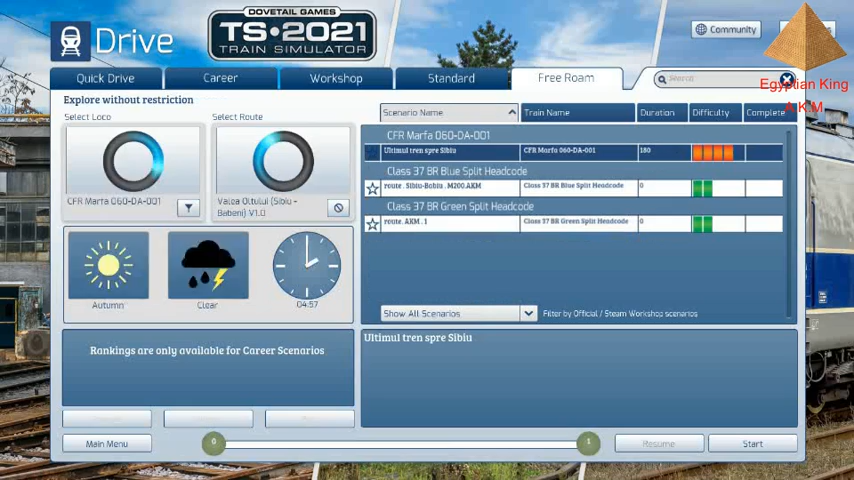 Drive
DOVETAIL GAMES
TS•2021
TRAIN SIMULATOR
Community
Egyptian King
A.K.M
Quick Drive
Career
Workshop
Standard
Free Roam
Search
Explore without restriction
Select Loco
Select Route
CFR Marfa 060-DA-001
Valea Oltului (Sibiu -
Babeni) V1.0
Scenario Name
Train Name
Duration
Difficulty
Complete
CFR Marfa 060-DA-001
Ultimul tren spre Sibiu
CFR Marfa 060-DA-001
180
Class 37 BR Blue Split Headcode
route . Sibiu-Babiu . M200.AKM
Class 37 BR Blue Split Headcode
0
Class 37 BR Green Split Headcode
route. AKM . 1
Class 37 BR Green Split Headcode
0
Autumn
Clear
04:57
Show All Scenarios
Filter by Official / Steam Workshop scenarios
Rankings are only available for Career Scenarios
Ultimul tren spre Sibiu
Main Menu
0
1
Resume
Start